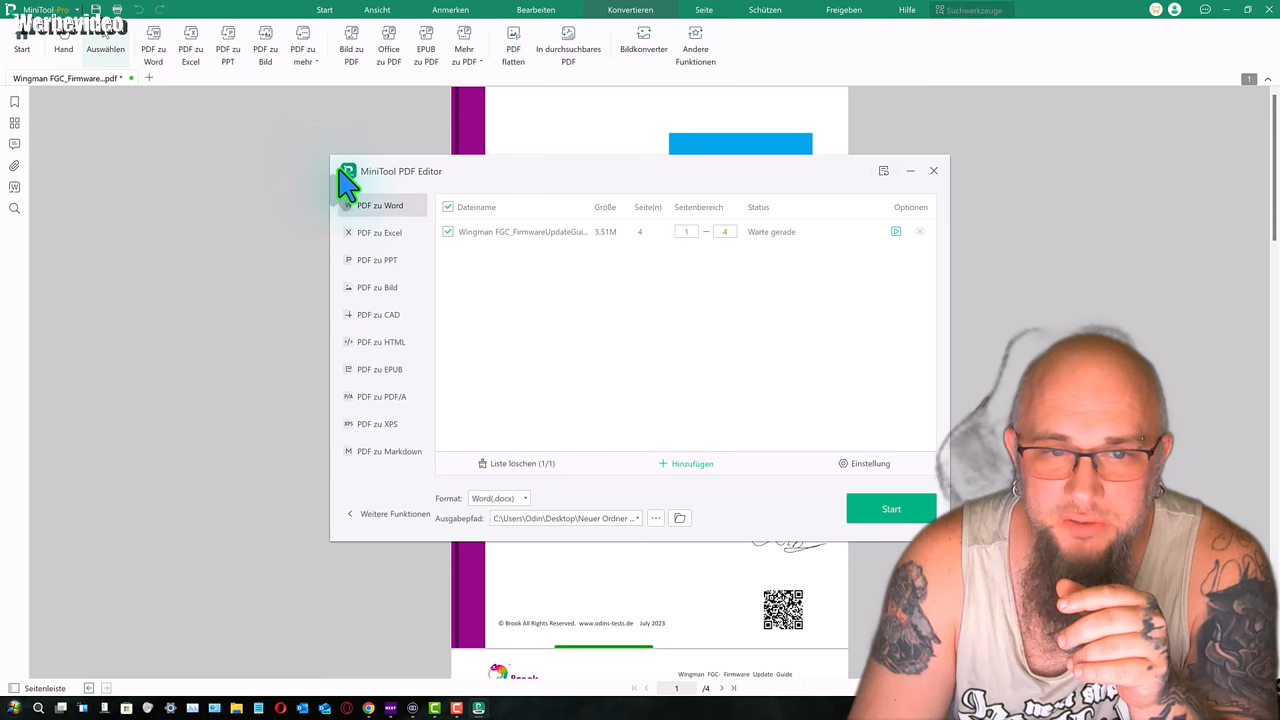 MiniTool-Pro
Start
Ansicht
Anmerken
Bearbeiten
Konvertieren
Seite
Schützen
Freigeben
Hilfe
Suchwerkzeuge
Werbevideo
Start
Hand
Auswählen
PDF zu
Word
PDF zu
Excel
PDF zu
PPT
PDF zu
Bild
PDF zu
mehr
Bild zu
PDF
Office
zu PDF
EPUB
zu PDF
Mehr
zu PDF
PDF
flatten
In durchsuchbares
PDF
Bildkonverter
Andere
Funktionen
Wingman FGC_Firmware...pdf *
1
MiniTool PDF Editor
PDF zu Word
PDF zu Excel
PDF zu PPT
PDF zu Bild
PDF zu CAD
PDF zu HTML
PDF zu EPUB
PDF zu PDF/A
PDF zu XPS
PDF zu Markdown
Weitere Funktionen
Dateiname
Größe
Seite(n)
Seitenbereich
Status
Optionen
Wingman FGC_FirmwareUpdateGui...
3.51M
4
1 — 4
Warte gerade
Liste löschen (1/1)
Hinzufügen
Einstellung
Format:
Word(.docx)
Ausgabepfad:
C:\Users\Odin\Desktop\Neuer Ordner ...
Start
© Brook All Rights Reserved. www.odins-tests.de July 2023
Brook
Wingman FGC- Firmware Update Guide
Seitenleiste
1
/4